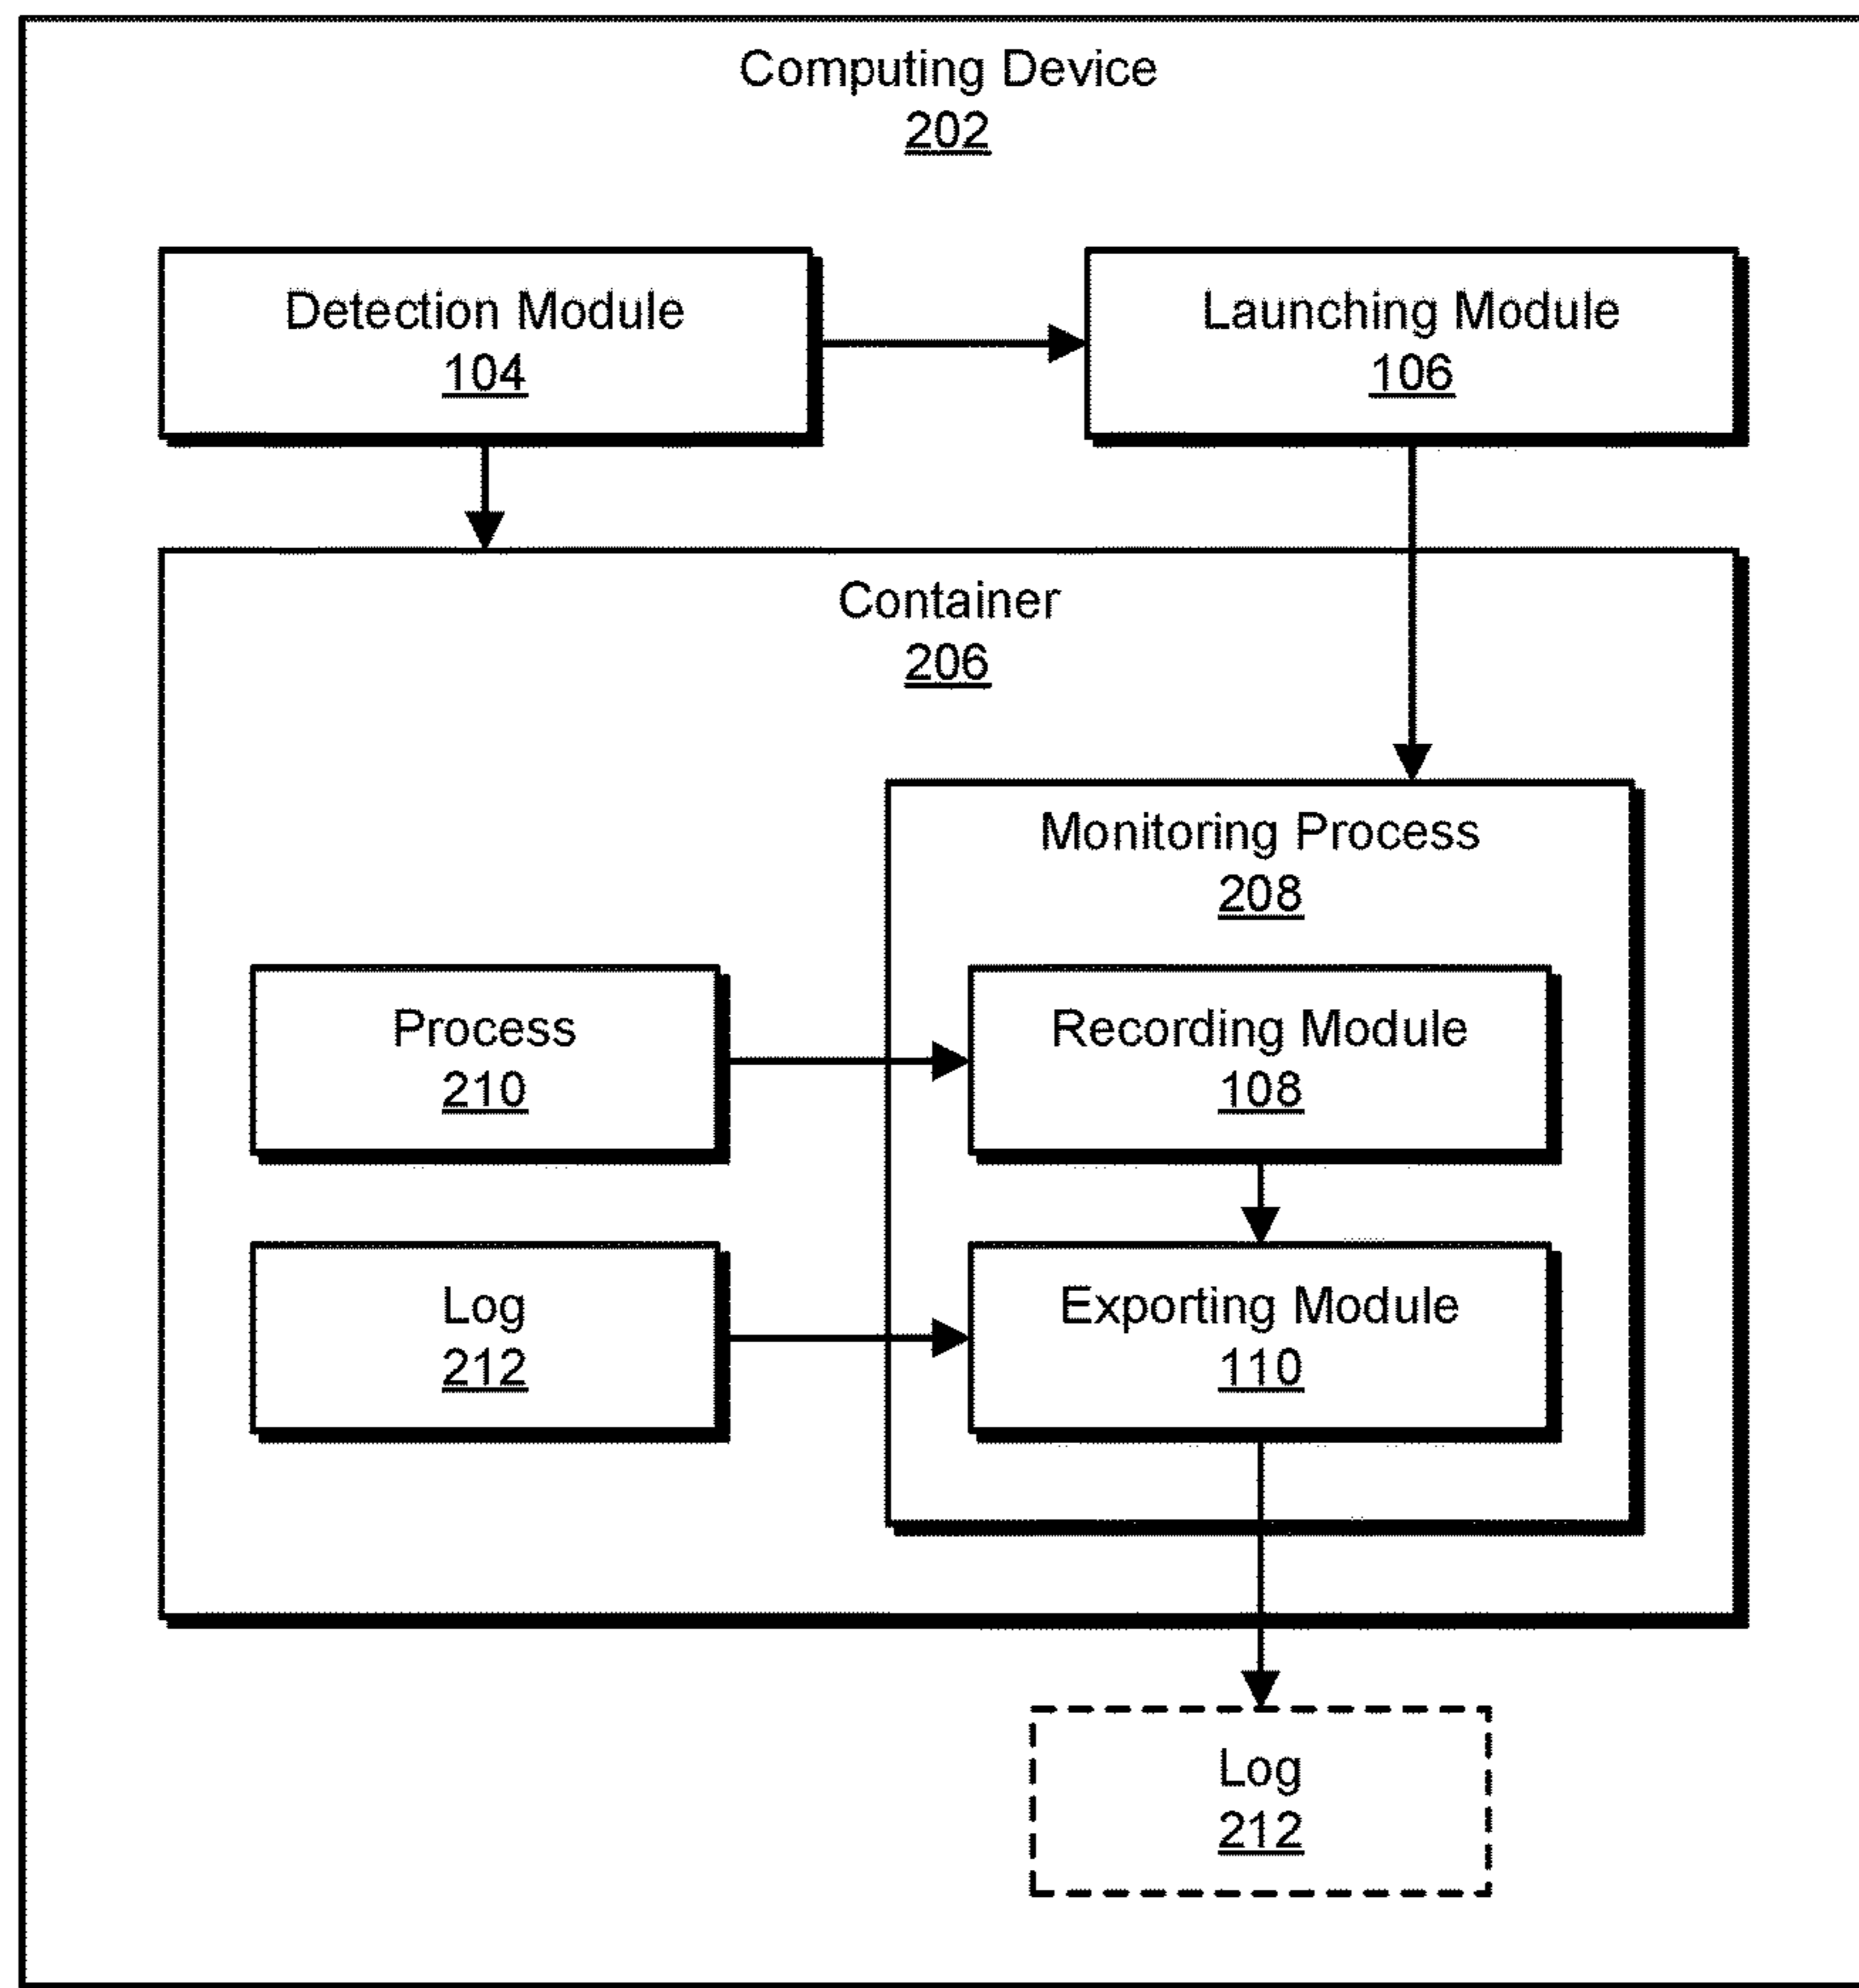 Computing Device
202
Detection Module
104
Launching Module
106
Container
206
Monitoring Process
208
Process
210
Recording Module
108
Log
212
Exporting Module
110
Log
212